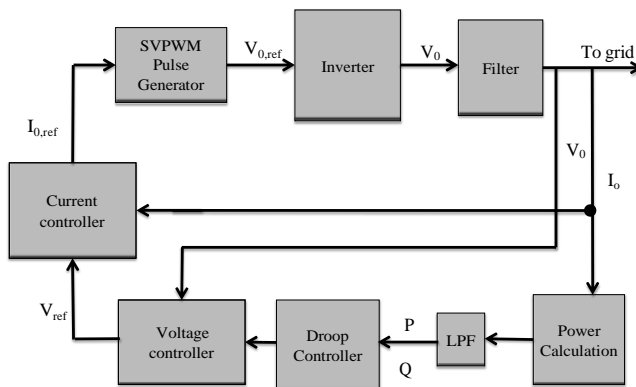 SVPWM
Pulse
Generator
V0,ref
Inverter
V0
Filter
To grid
I0,ref
V0
Io
Current
controller
Vref
Voltage
controller
Droop
Controller
P
Q
LPF
Power
Calculation